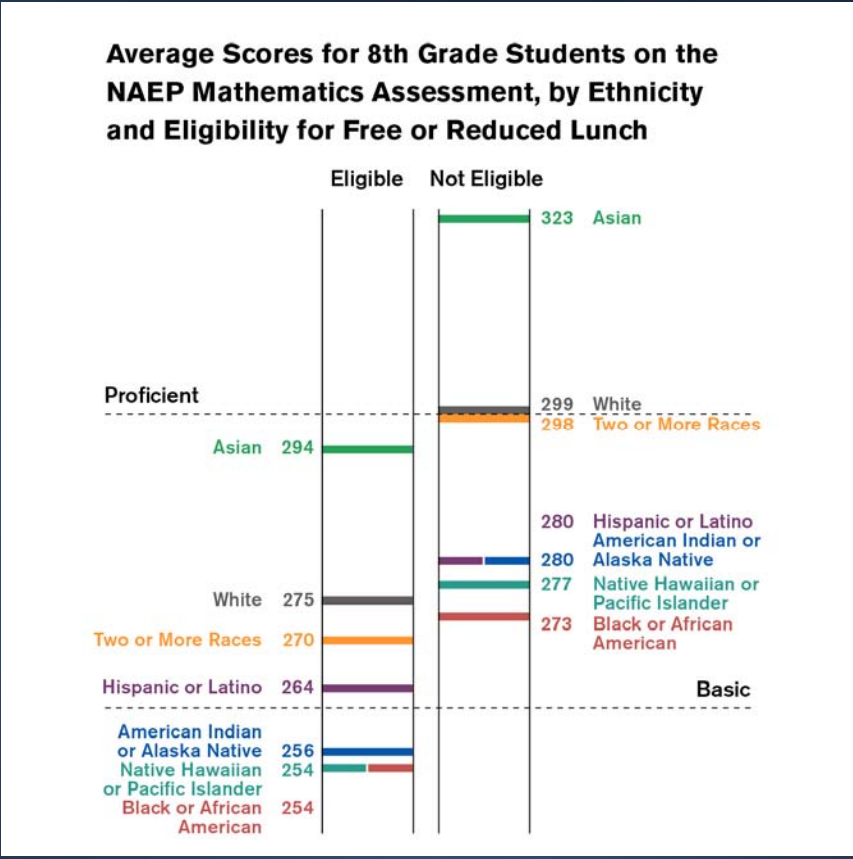 Average Scores for 8th Grade Students on the
NAEP Mathematics Assessment, by Ethnicity
and Eligibility for Free or Reduced Lunch
Eligible Not Eligible
323 Asian
Proficient
299 White
298 Two or More Races
Asian 294
280 Hispanic or Latino
American Indian or
280 Alaska Native
277 Native Hawaiian or
Pacific Islander
White 275
273 Black or African
American
Two or More Races 270
Hispanic or Latino 264
Basic
American Indian
or Alaska Native 256
Native Hawaiian 254
or Pacific Islander
Black or African 254
American